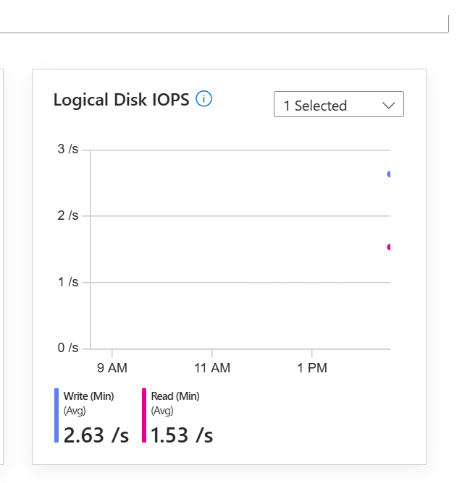 Logical Disk IOPS
1 Selected
3 /s
2 /s
1 /s
0 /s
9 AM 11 AM 1 PM
Write (Min) Read (Min)
(Avg) (Avg)
2.63 /s 1.53 /s